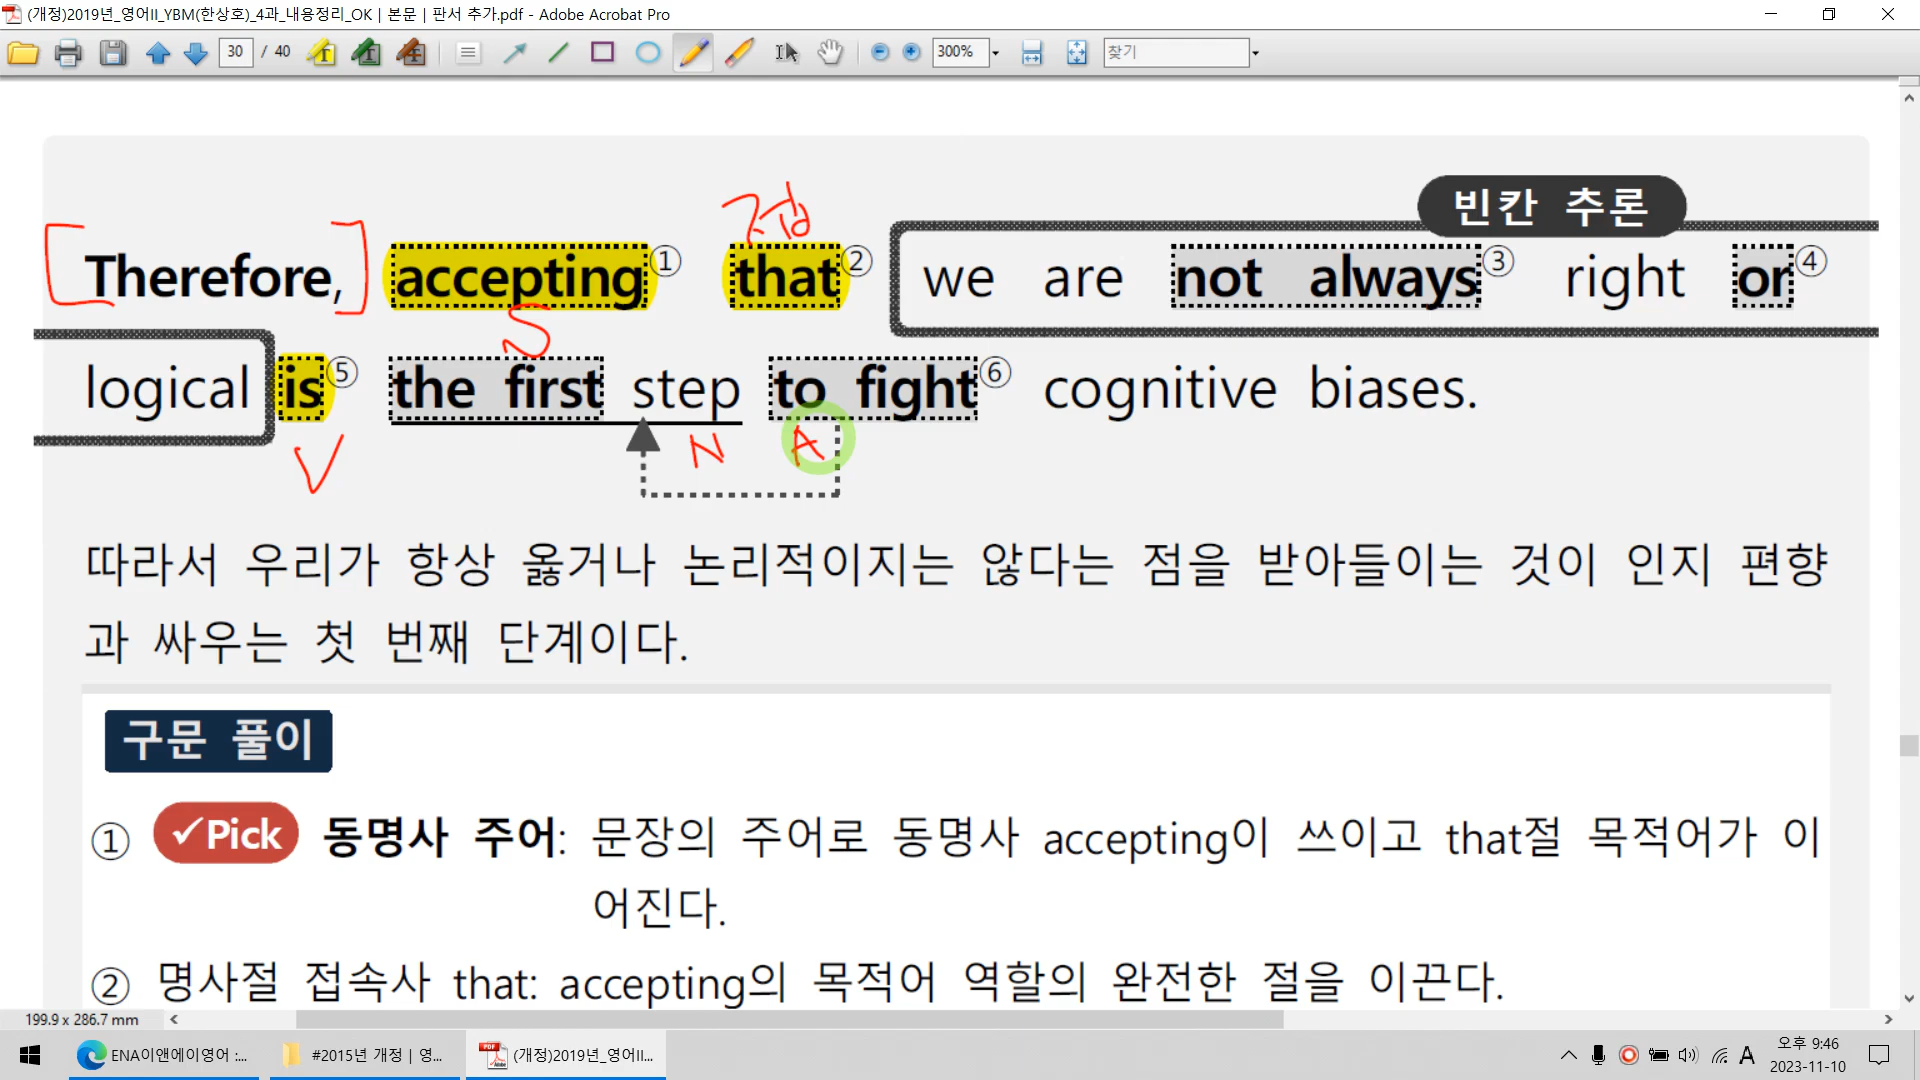 (개정)2019년_영어II_YBM(한상호)_4과_내용정리_OK | 본문 | 판서 추가.pdf - Adobe Acrobat Pro
30 / 40 300% 찾기
빈칸 추론
점
Therefore, accepting① that② we are not always③ right or④
S
logical is⑤ the first step to fight⑥ cognitive biases.
V N A
따라서 우리가 항상 옳거나 논리적이지는 않다는 점을 받아들이는 것이 인지 편향
과 싸우는 첫 번째 단계이다.
구문 풀이
① ✓Pick 동명사 주어: 문장의 주어로 동명사 accepting이 쓰이고 that절 목적어가 이
어진다.
② 명사절 접속사 that: accepting의 목적어 역할의 완전한 절을 이끈다.
199.9 x 286.7 mm
ENA이앤에이영어 :... #2015년 개정 | 영... (개정)2019년_영어II... A 오후 9:46
2023-11-10